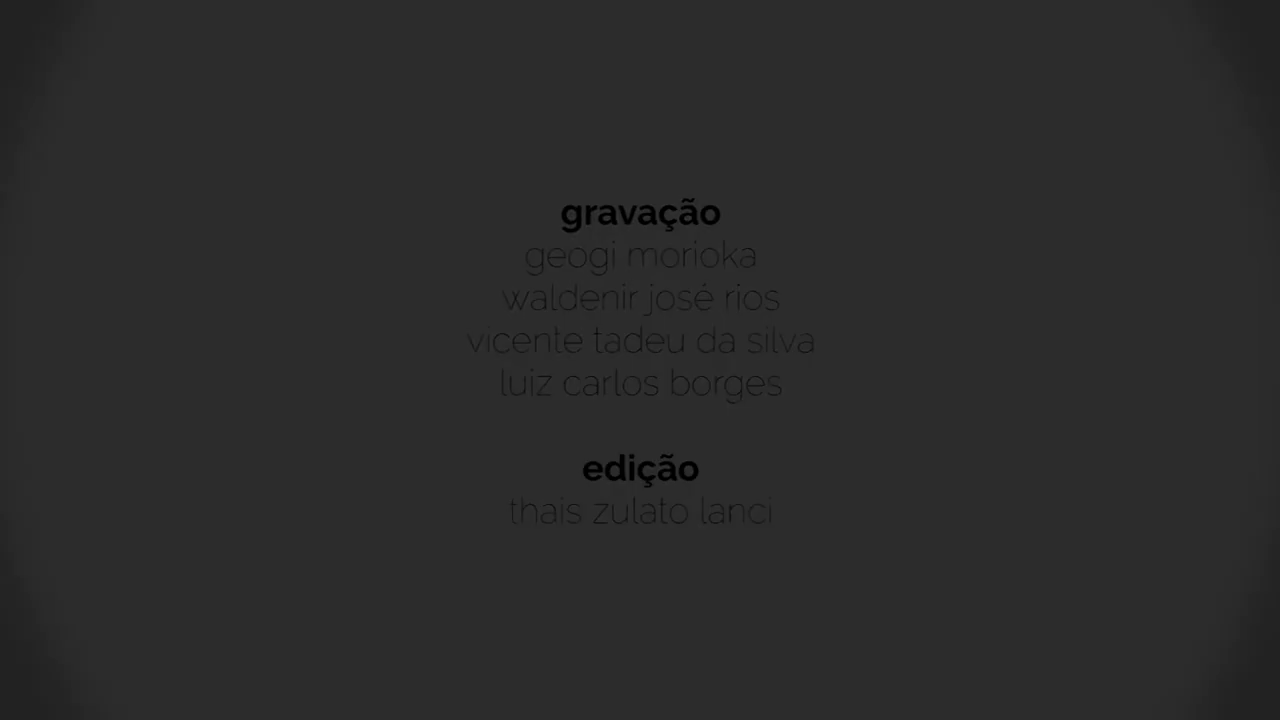 gravação
geogi morioka
waldenir josé rios
vicente tadeu da silva
luiz carlos borges
edição
thais zulato lanci